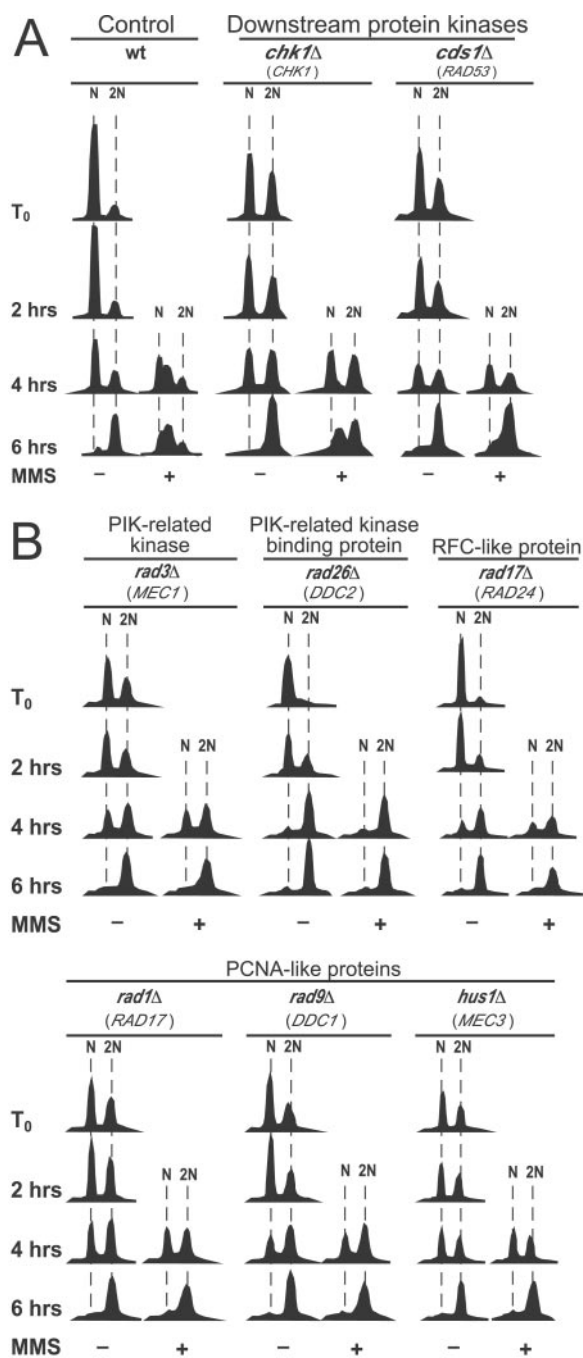 A
Control
Downstream protein kinases
wt
chk1Δ
cds1Δ
(CHK1)
(RAD53)
N 2N N 2N N 2N
T0
2 hrs
N 2N N 2N N 2N
4 hrs
6 hrs
MMS − + − + − +
B
PIK-related kinase
PIK-related kinase binding protein
RFC-like protein
rad3Δ
rad26Δ
rad17Δ
(MEC1)
(DDC2)
(RAD24)
N 2N N 2N N 2N
T0
2 hrs
N 2N N 2N N 2N
4 hrs
6 hrs
MMS − + − + − +
PCNA-like proteins
rad1Δ
rad9Δ
hus1Δ
(RAD17)
(DDC1)
(MEC3)
N 2N N 2N N 2N
T0
2 hrs
N 2N N 2N N 2N
4 hrs
6 hrs
MMS − + − + − +